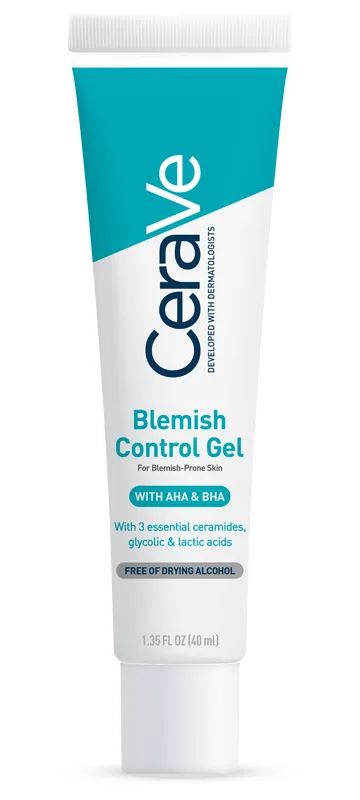 CeraVe
DEVELOPED WITH DERMATOLOGISTS
Blemish
Control Gel
For Blemish-Prone Skin
WITH AHA & BHA
With 3 essential ceramides,
glycolic & lactic acids
FREE OF DRYING ALCOHOL
1.35 FL OZ (40 ml)